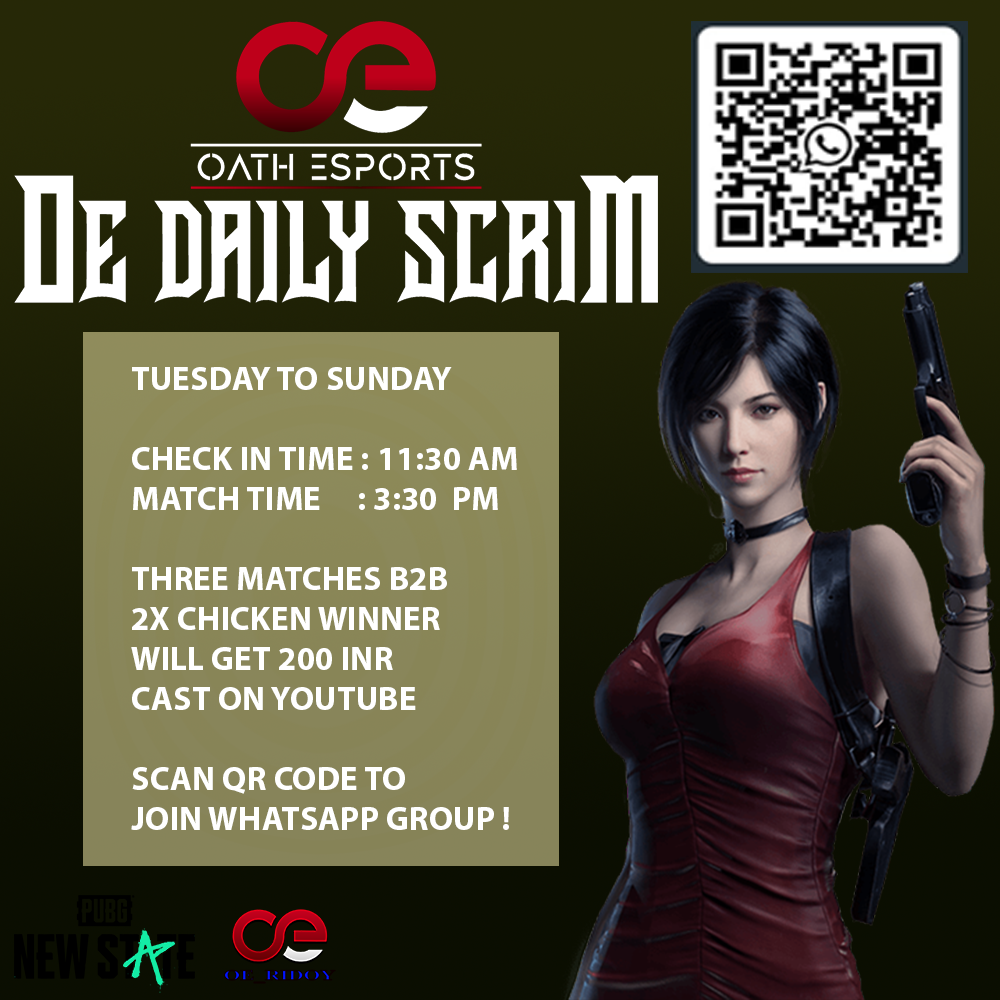 OATH ESPORTS
OE DAILY SCRIM
TUESDAY TO SUNDAY
CHECK IN TIME : 11:30 AM
MATCH TIME : 3:30 PM
THREE MATCHES B2B
2X CHICKEN WINNER
WILL GET 200 INR
CAST ON YOUTUBE
SCAN QR CODE TO
JOIN WHATSAPP GROUP !
PUBG
NEW STATE
OE_RIDOY